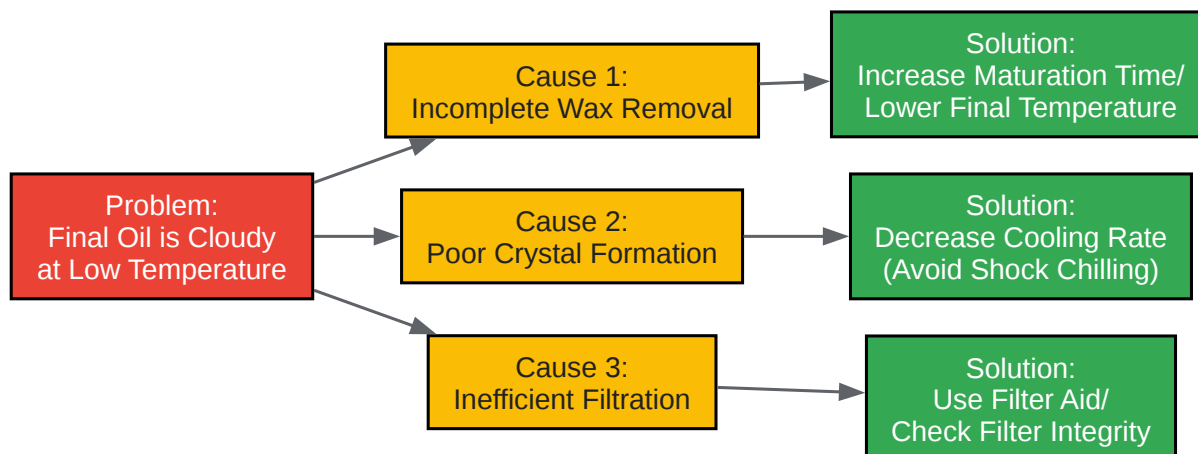 Problem:
Final Oil is Cloudy
at Low Temperature
Cause 1:
Incomplete Wax Removal
Solution:
Increase Maturation Time/
Lower Final Temperature
Cause 2:
Poor Crystal Formation
Solution:
Decrease Cooling Rate
(Avoid Shock Chilling)
Cause 3:
Inefficient Filtration
Solution:
Use Filter Aid/
Check Filter Integrity